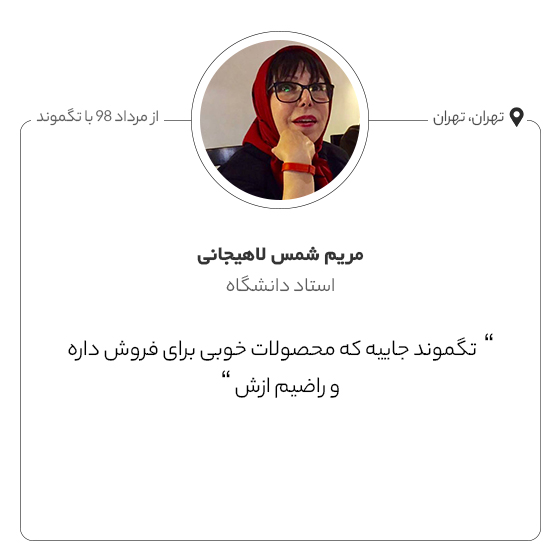 تهران، تهران
از مرداد 98 با تگموند
مریم شمس لاهیجانی
استاد دانشگاه
“ تگموند جاییه که محصولات خوبی برای فروش داره
و راضیم ازش “